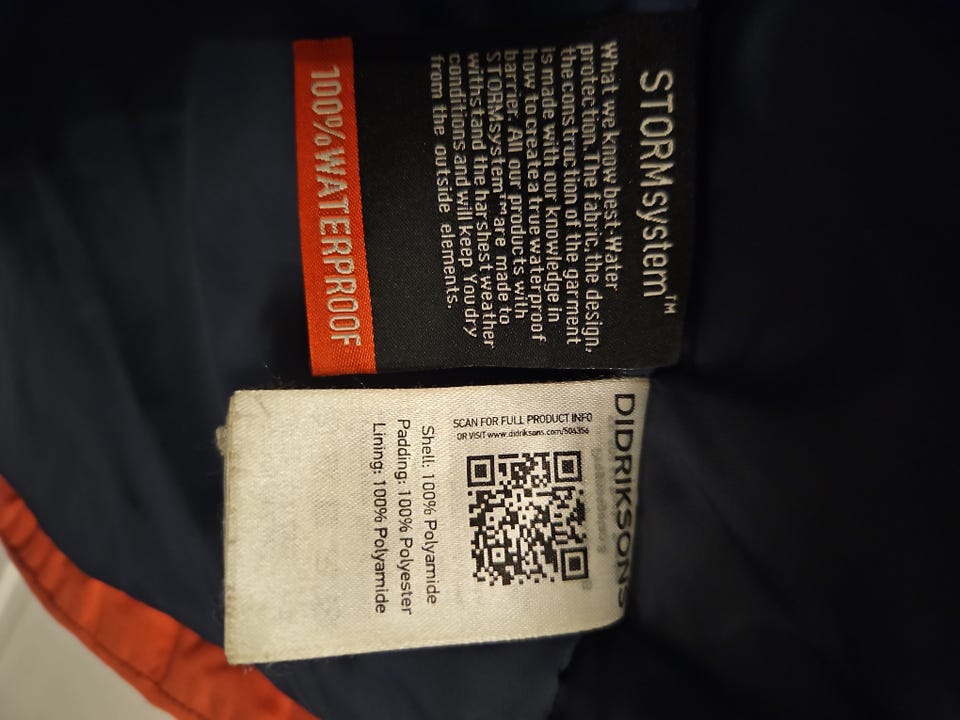 STORMsystem™
What we know best-Water
protection. The fabric, the design,
the construction of the garment
is made with our knowledge in
how to create a true waterproof
barrier. All our products with
STORMsystem™ are made to
withstand the harshest weather
conditions and will keep You dry
from the outside elements.
100% WATERPROOF
DIDRIKSONS
SCAN FOR FULL PRODUCT INFO
OR VISIT www.didriksons.com/504356
Shell: 100% Polyamide
Padding: 100% Polyester
Lining: 100% Polyamide